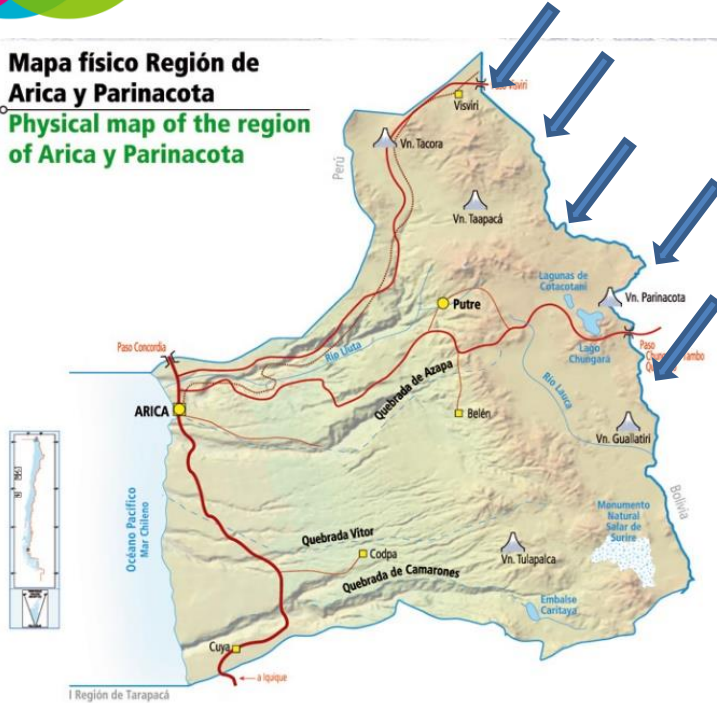 Mapa físico Región de
Arica y Parinacota
Physical map of the region
of Arica y Parinacota
Paso Visviri
Visviri
Vn. Tacora
Perú
Vn. Taapacá
Lagunas de
Cotacotani
Vn. Parinacota
Putre
Paso Concordia
Río Lluta
Lago
Chungará
Paso
Quebrada de Azapa
Río Lauca
ARICA
Belén
Vn. Guallatiri
Bolivia
Océano Pacífico
Mar Chileno
Monumento
Natural
Salar de
Surire
Quebrada Vitor
Codpa
Vn. Tulapalca
Quebrada de Camarones
Embalse
Caritaya
Cuya
a Iquique
I Región de Tarapacá